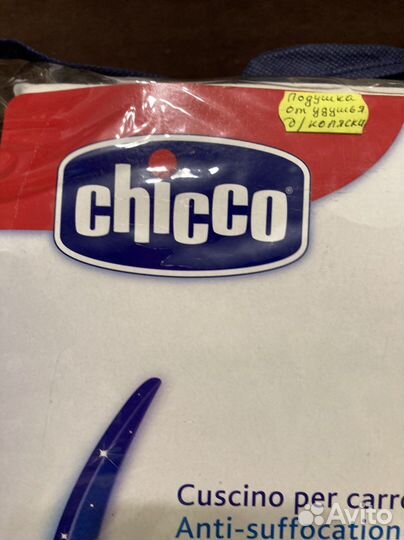 Подушка
от удушья
д/коляски
chicco
Cuscino per carro
Anti-suffocation
Avito